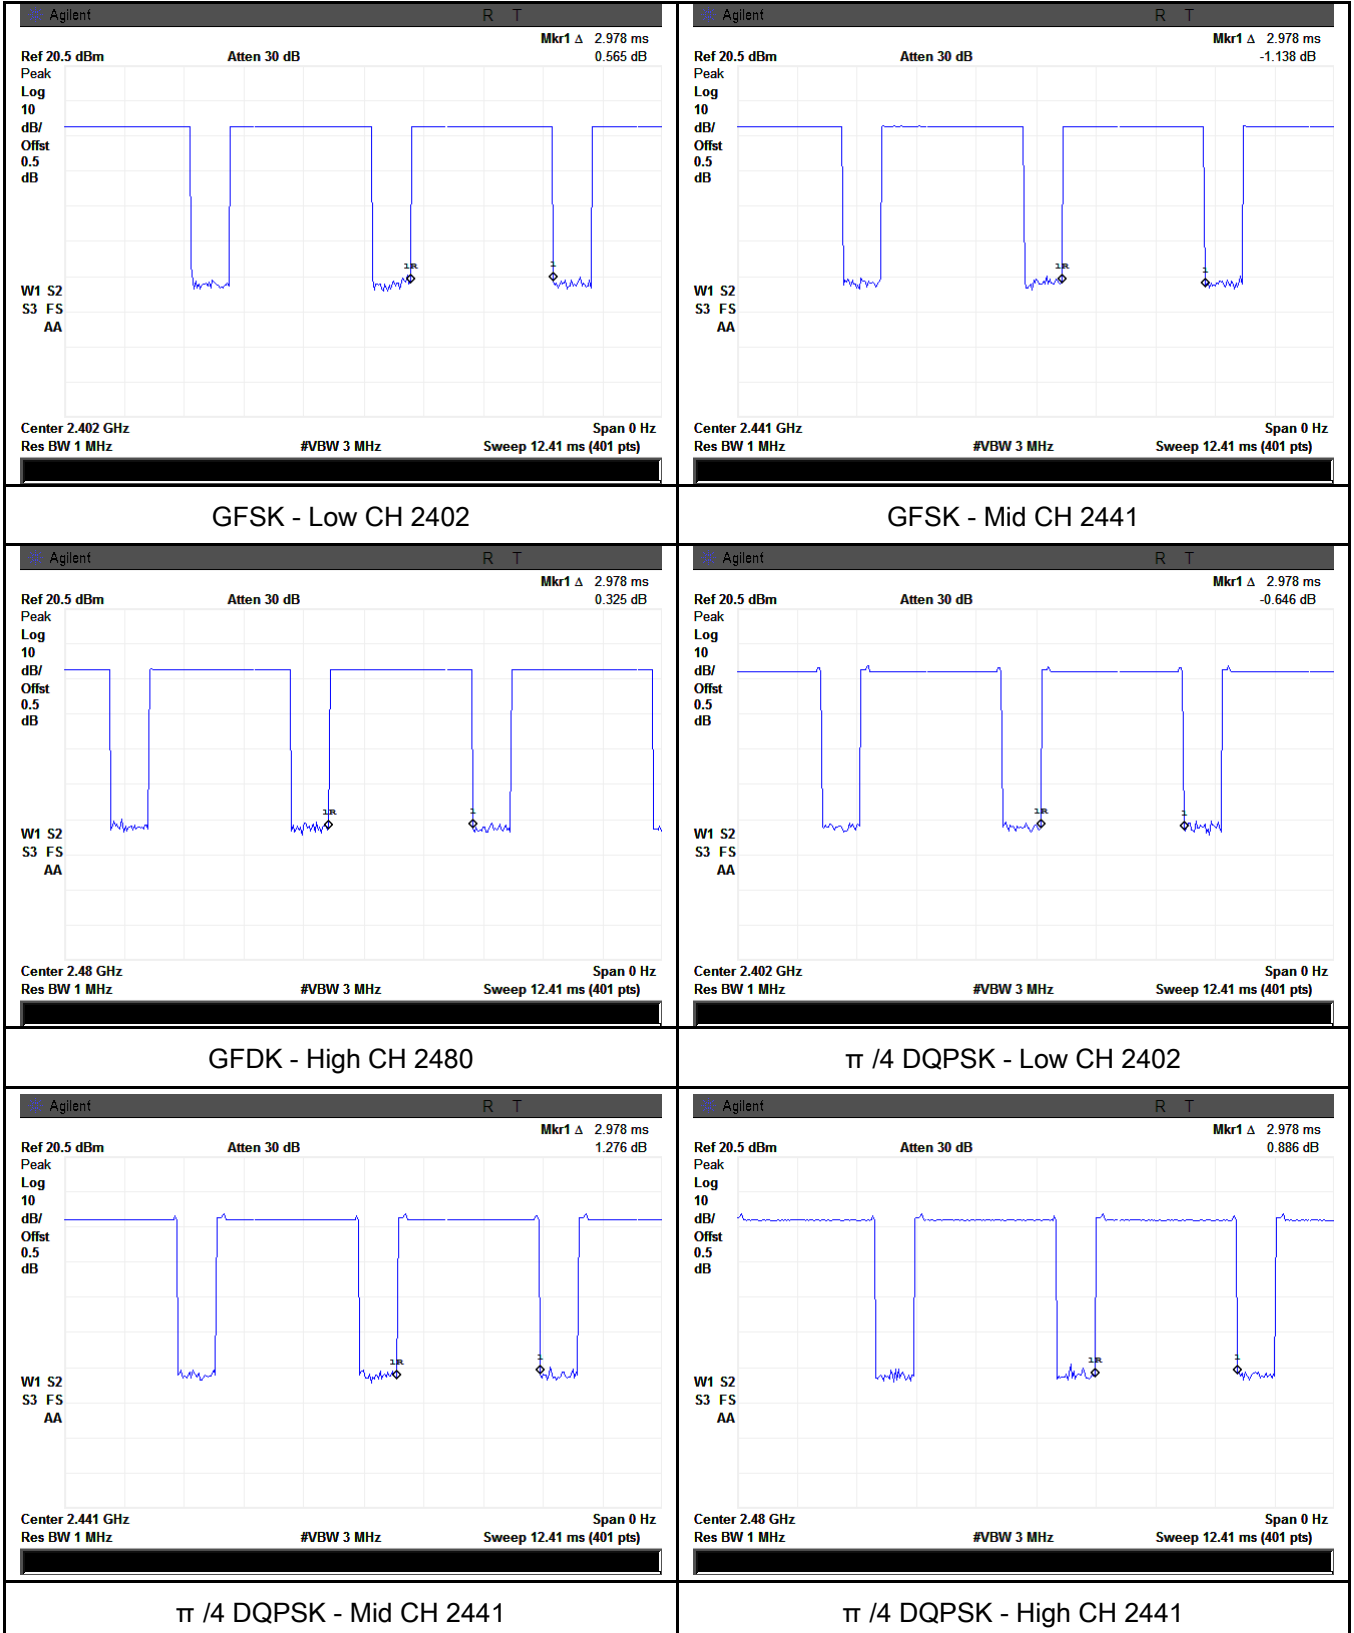 Agilent R T
Mkr1 Δ 2.978 ms
Ref 20.5 dBm Atten 30 dB 0.565 dB
Peak
Log
10
dB/
Offst
0.5
dB
1R
1
W1 S2
S3 FS
AA
Center 2.402 GHz Span 0 Hz
Res BW 1 MHz #VBW 3 MHz Sweep 12.41 ms (401 pts)
GFSK - Low CH 2402
Agilent R T
Mkr1 Δ 2.978 ms
Ref 20.5 dBm Atten 30 dB -1.138 dB
Peak
Log
10
dB/
Offst
0.5
dB
1R
1
W1 S2
S3 FS
AA
Center 2.441 GHz Span 0 Hz
Res BW 1 MHz #VBW 3 MHz Sweep 12.41 ms (401 pts)
GFSK - Mid CH 2441
Agilent R T
Mkr1 Δ 2.978 ms
Ref 20.5 dBm Atten 30 dB 0.325 dB
Peak
Log
10
dB/
Offst
0.5
dB
1R
1
W1 S2
S3 FS
AA
Center 2.48 GHz Span 0 Hz
Res BW 1 MHz #VBW 3 MHz Sweep 12.41 ms (401 pts)
GFDK - High CH 2480
Agilent R T
Mkr1 Δ 2.978 ms
Ref 20.5 dBm Atten 30 dB -0.646 dB
Peak
Log
10
dB/
Offst
0.5
dB
1R
1
W1 S2
S3 FS
AA
Center 2.402 GHz Span 0 Hz
Res BW 1 MHz #VBW 3 MHz Sweep 12.41 ms (401 pts)
π /4 DQPSK - Low CH 2402
Agilent R T
Mkr1 Δ 2.978 ms
Ref 20.5 dBm Atten 30 dB 1.276 dB
Peak
Log
10
dB/
Offst
0.5
dB
1R
1
W1 S2
S3 FS
AA
Center 2.441 GHz Span 0 Hz
Res BW 1 MHz #VBW 3 MHz Sweep 12.41 ms (401 pts)
π /4 DQPSK - Mid CH 2441
Agilent R T
Mkr1 Δ 2.978 ms
Ref 20.5 dBm Atten 30 dB 0.886 dB
Peak
Log
10
dB/
Offst
0.5
dB
1R
1
W1 S2
S3 FS
AA
Center 2.48 GHz Span 0 Hz
Res BW 1 MHz #VBW 3 MHz Sweep 12.41 ms (401 pts)
π /4 DQPSK - High CH 2441